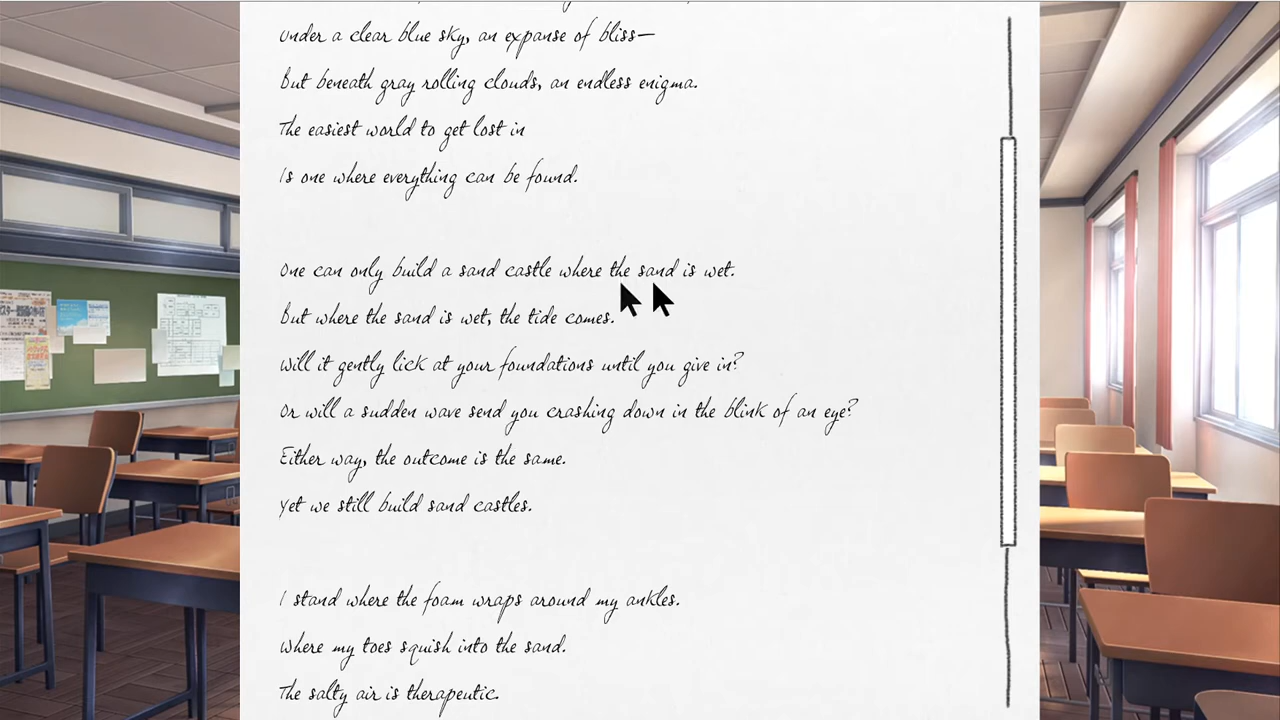 Under a clear blue sky, an expanse of bliss—
But beneath gray rolling clouds, an endless enigma.
The easiest world to get lost in
Is one where everything can be found.
One can only build a sand castle where the sand is wet.
But where the sand is wet, the tide comes.
Will it gently lick at your foundations until you give in?
Or will a sudden wave send you crashing down in the blink of an eye?
Either way, the outcome is the same.
Yet we still build sand castles.
I stand where the foam wraps around my ankles.
Where my toes squish into the sand.
The salty air is therapeutic.